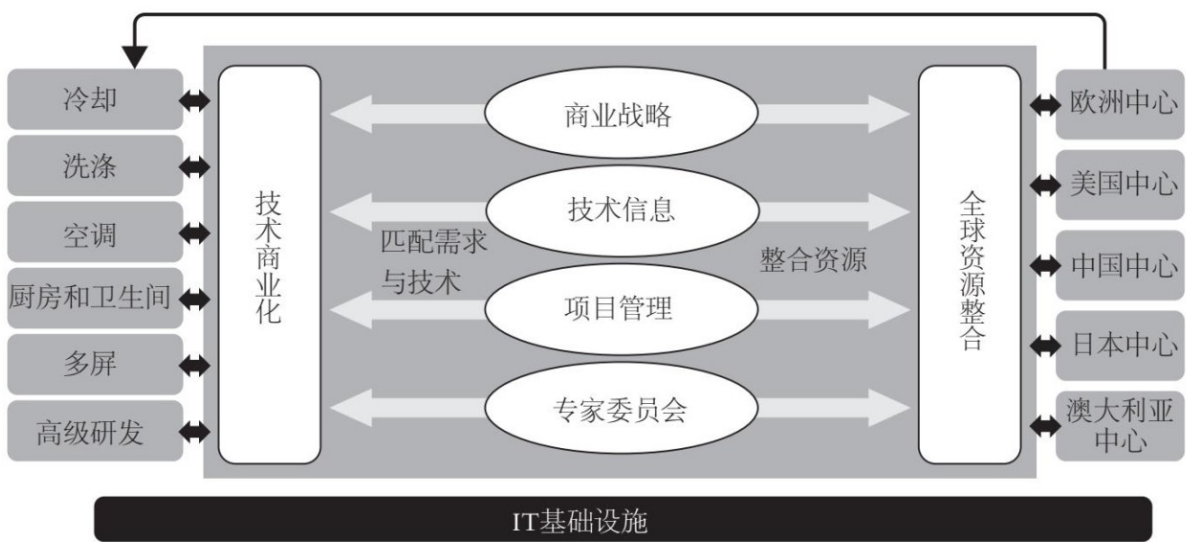 冷却
洗涤
空调
厨房和卫生间
多屏
高级研发
技术商业化
商业战略
技术信息
匹配需求
与技术
整合资源
项目管理
专家委员会
全球资源整合
欧洲中心
美国中心
中国中心
日本中心
澳大利亚
中心
IT基础设施